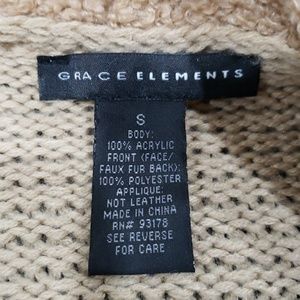 GRACE ELEMENTS
S
BODY:
100% ACRYLIC
FRONT (FACE/
FAUX FUR BACK)
100% POLYESTER
APPLIQUE:
NOT LEATHER
MADE IN CHINA
RN# 93178
SEE REVERSE
FOR CARE